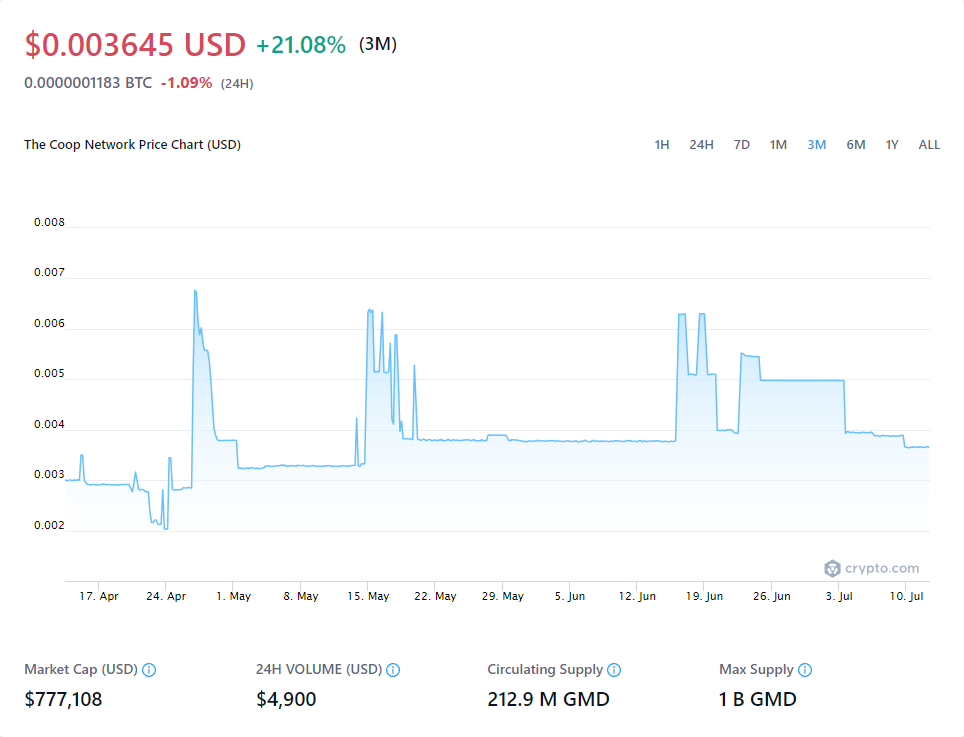 $0.003645 USD +21.08% (3M)
0.0000001183 BTC -1.09% (24H)
The Coop Network Price Chart (USD) 1H 24H 7D 1M 3M 6M 1Y ALL
0.008
0.007
0.006
0.005
0.004
0.003
0.002
crypto.com
17. Apr 24. Apr 1. May 8. May 15. May 22. May 29. May 5. Jun 12. Jun 19. Jun 26. Jun 3. Jul 10. Jul
Market Cap (USD) 24H VOLUME (USD) Circulating Supply Max Supply
$777,108 $4,900 212.9 M GMD 1 B GMD